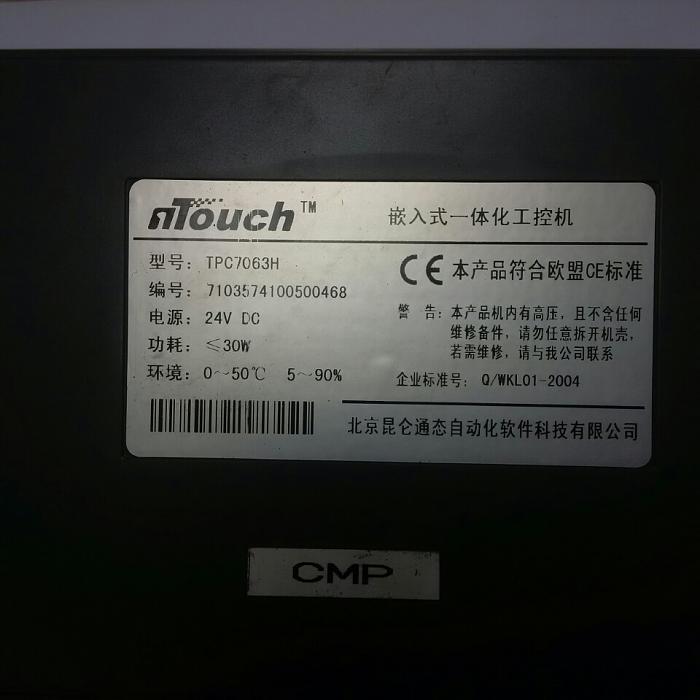 nTouch™ 嵌入式一体化工控机
型号: TPC7063H
编号: 7103574100500468
电源: 24V DC
功耗: ≤30W
环境: 0~50℃ 5~90%
CE 本产品符合欧盟CE标准
警 告: 本产品机内有高压，且不含任何
维修备件，请勿任意拆开机壳，
若需维修，请与我公司联系
企业标准号: Q/WKL01-2004
北京昆仑通态自动化软件科技有限公司
CMP